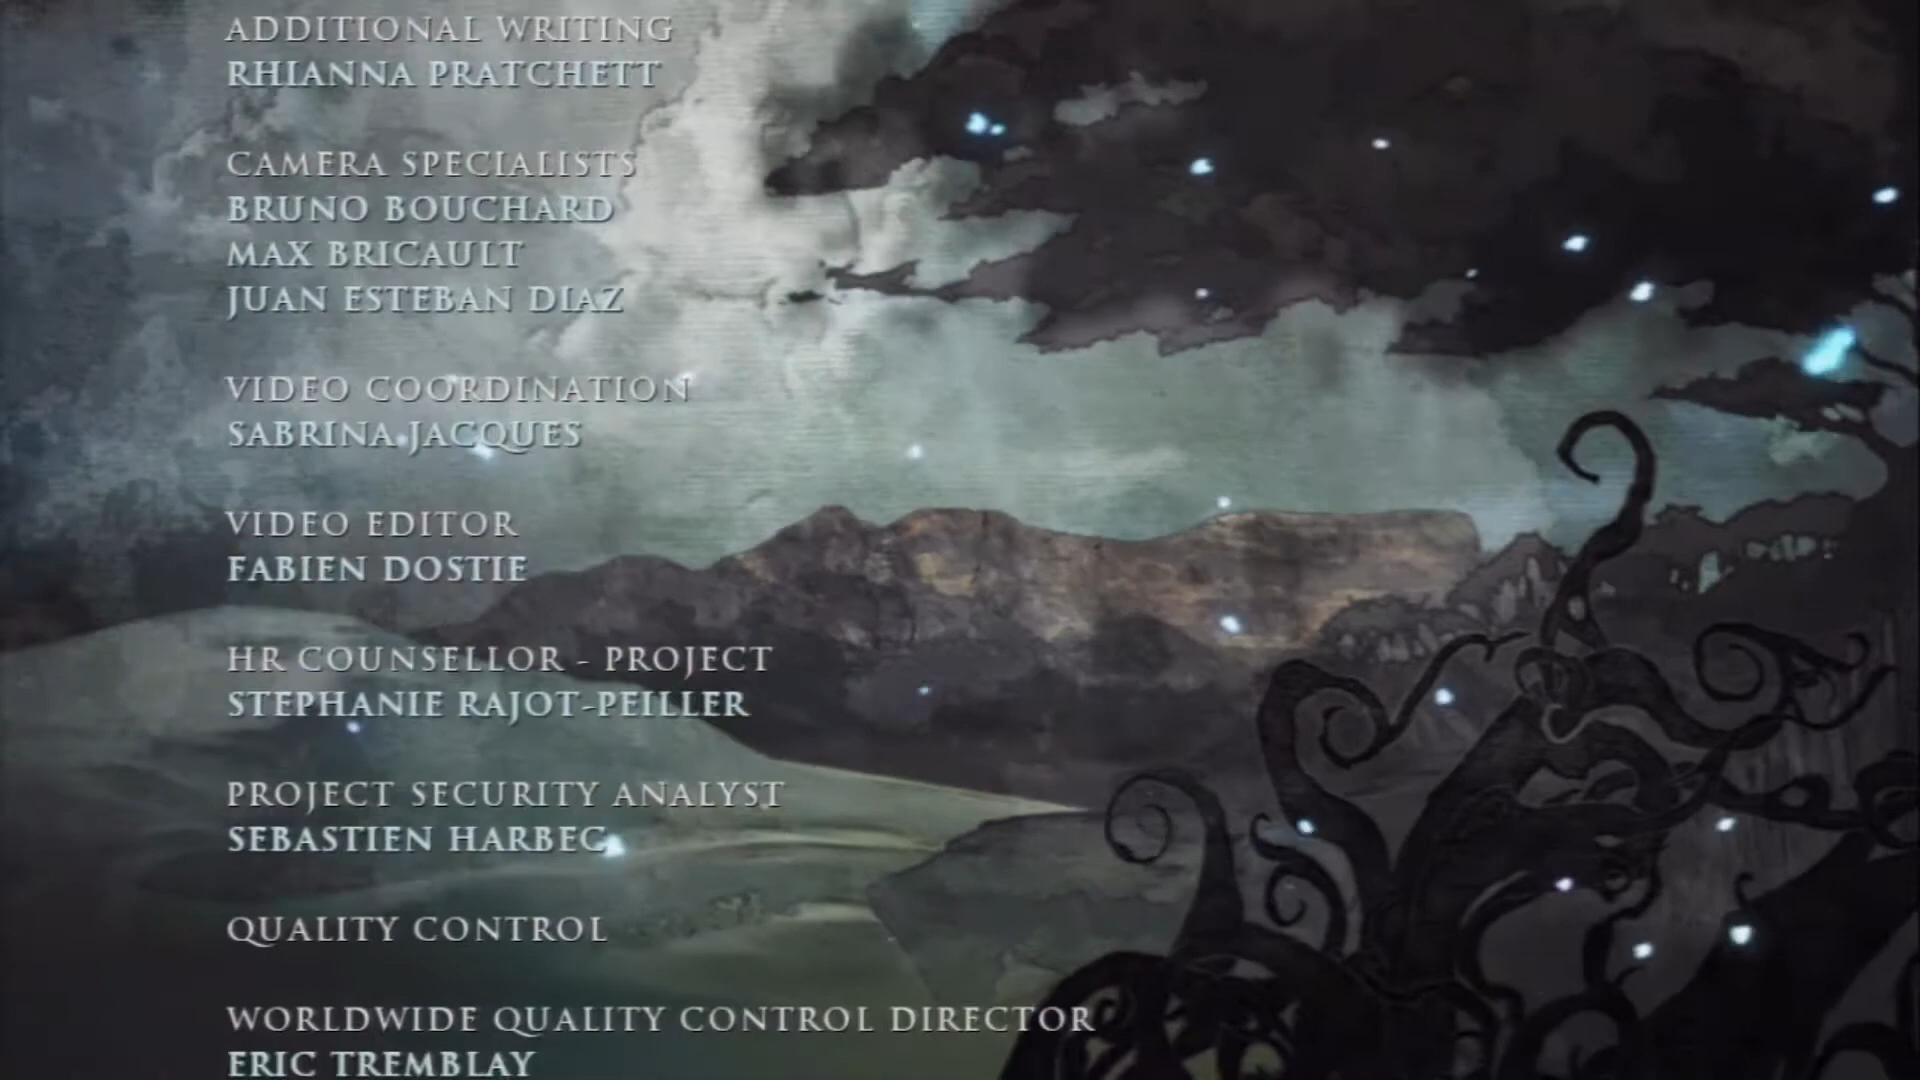 ADDITIONAL WRITING
RHIANNA PRATCHETT
CAMERA SPECIALISTS
BRUNO BOUCHARD
MAX BRICAULT
JUAN ESTEBAN DIAZ
VIDEO COORDINATION
SABRINA JACQUES
VIDEO EDITOR
FABIEN DOSTIE
HR COUNSELLOR - PROJECT
STEPHANIE RAJOT-PEILLER
PROJECT SECURITY ANALYST
SEBASTIEN HARBEC
QUALITY CONTROL
WORLDWIDE QUALITY CONTROL DIRECTOR
ERIC TREMBLAY